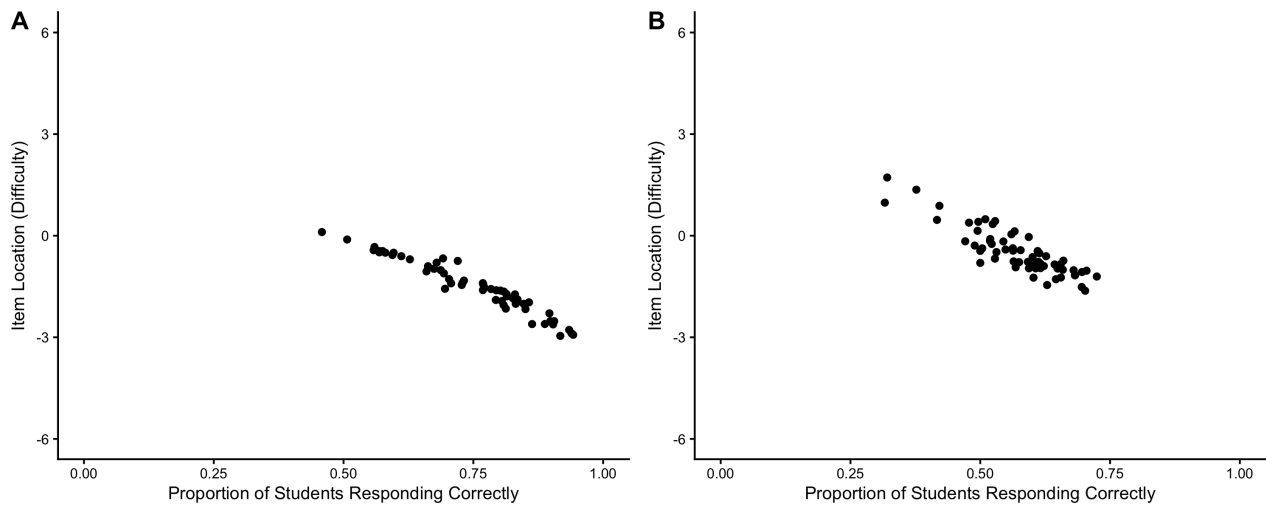 A
Item Location (Difficulty)
6
3
0
-3
-6
0.00 0.25 0.50 0.75 1.00
Proportion of Students Responding Correctly
B
Item Location (Difficulty)
6
3
0
-3
-6
0.00 0.25 0.50 0.75 1.00
Proportion of Students Responding Correctly